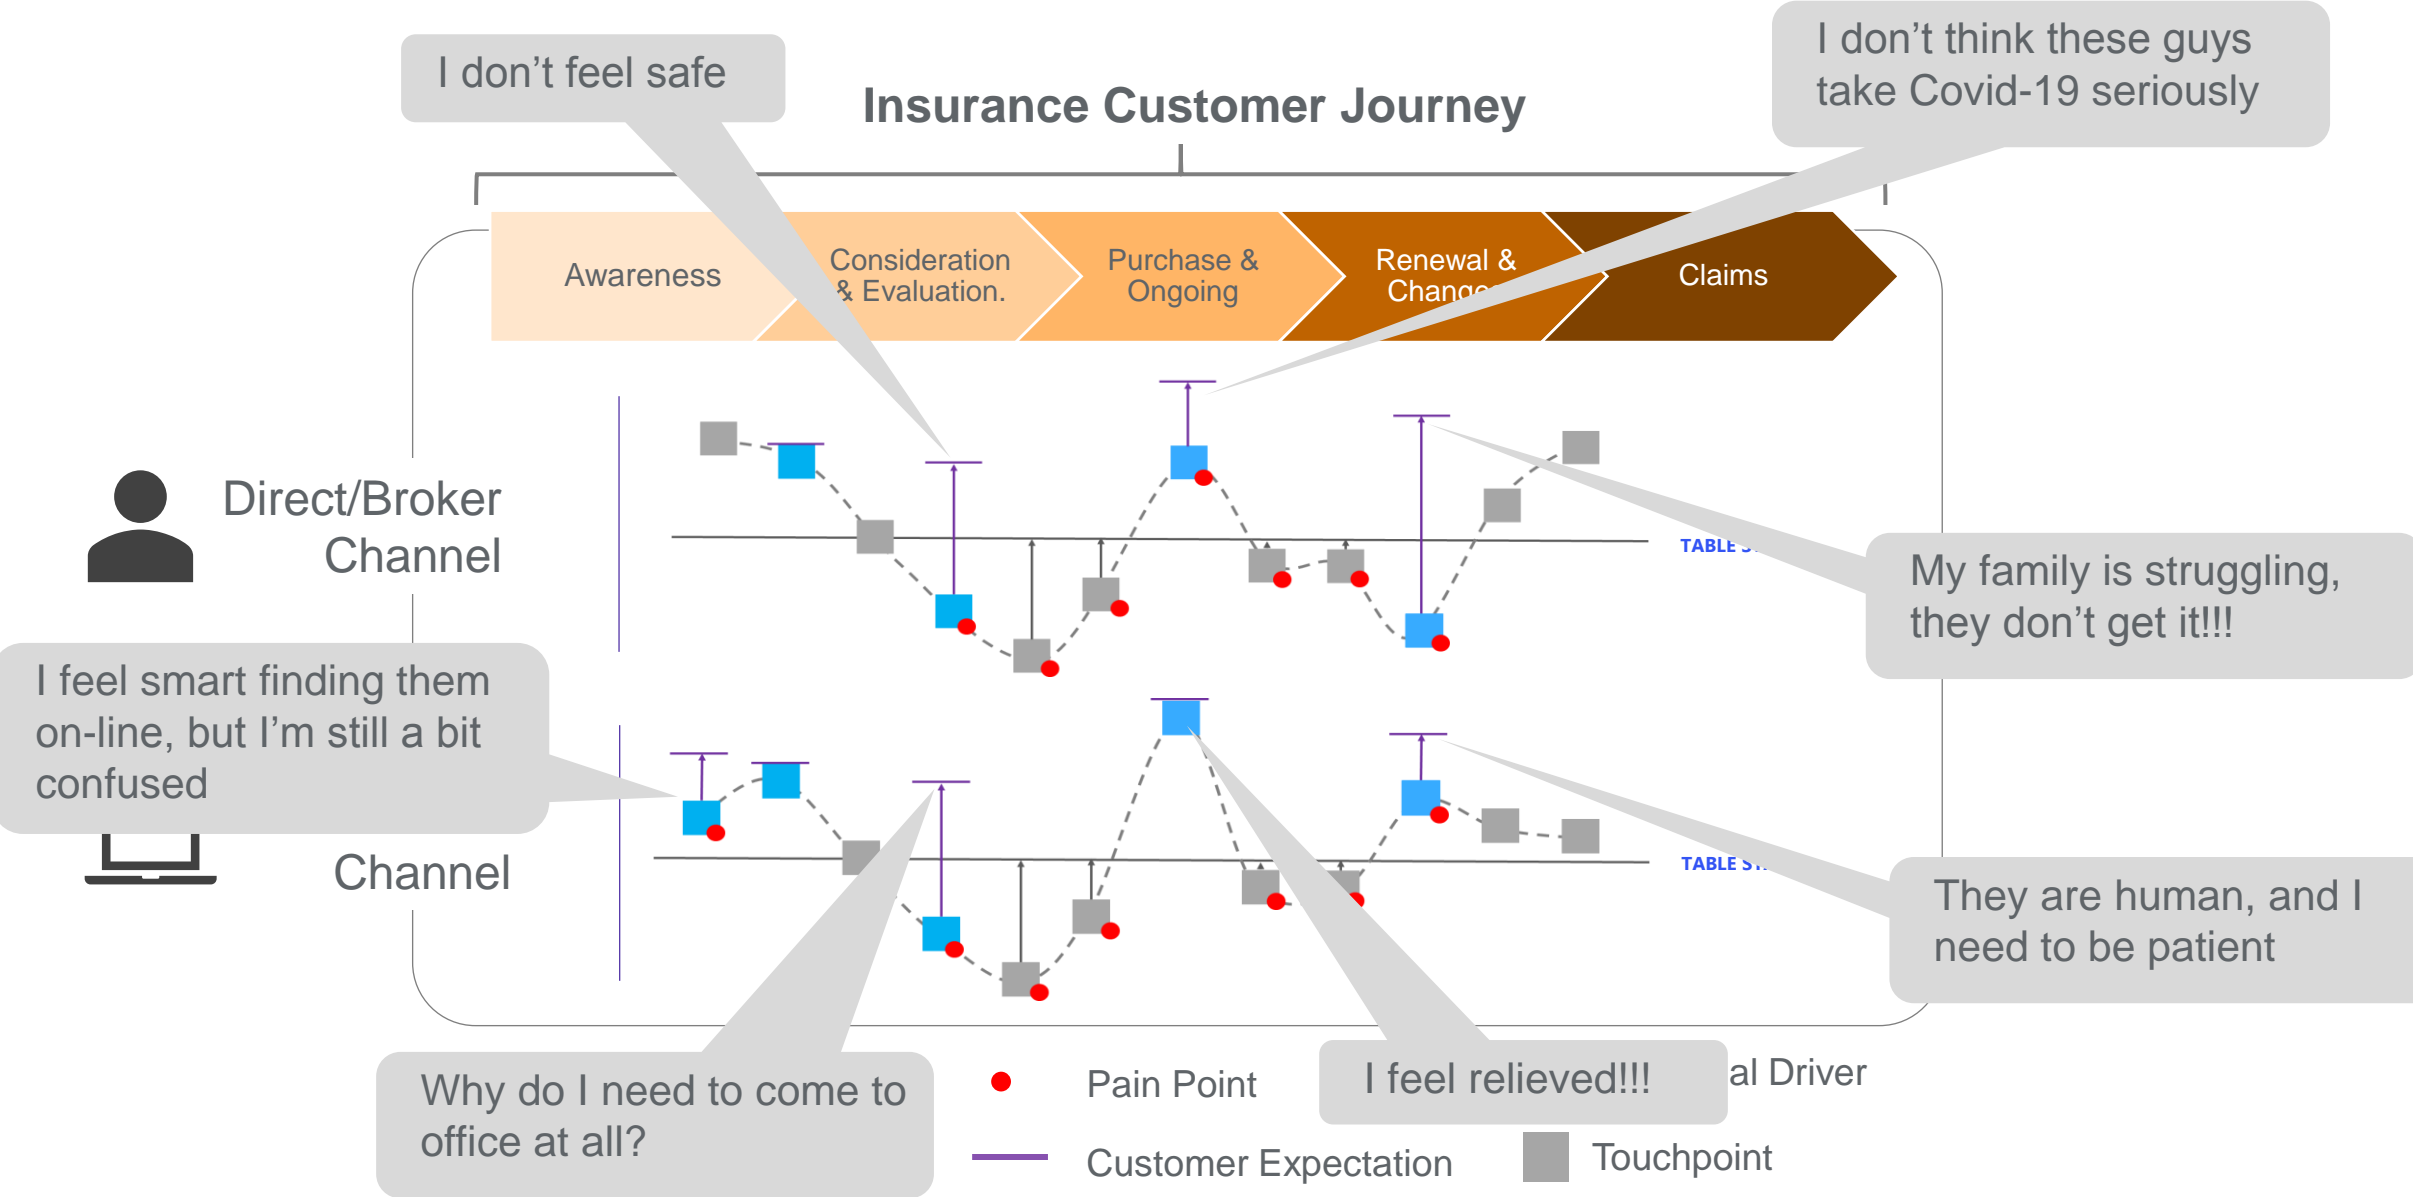 I don’t feel safe
I don’t think these guys
take Covid-19 seriously
Insurance Customer Journey
Awareness
Consideration
& Evaluation.
Purchase &
Ongoing
Renewal &
Claims
Direct/Broker
Channel
TABLE
My family is struggling,
they don’t get it!!!
I feel smart finding them
on-line, but I’m still a bit
confused
Channel
TABLE
They are human, and I
need to be patient
Why do I need to come to
office at all?
Pain Point
I feel relieved!!!
Driver
Customer Expectation
Touchpoint